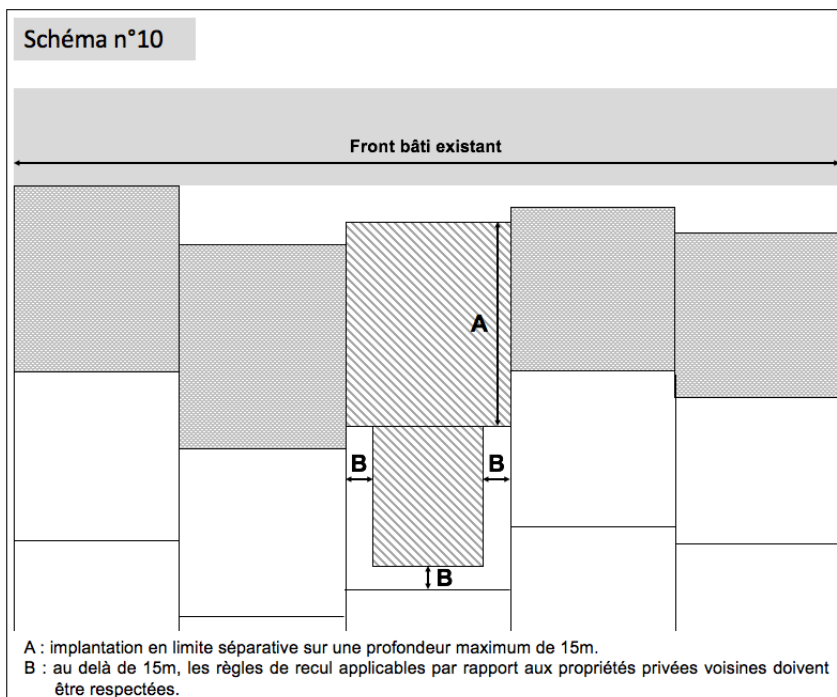 Schéma n°10
Front bâti existant
A
B
B
B
A : implantation en limite séparative sur une profondeur maximum de 15m.
B : au delà de 15m, les règles de recul applicables par rapport aux propriétés privées voisines doivent
être respectées.